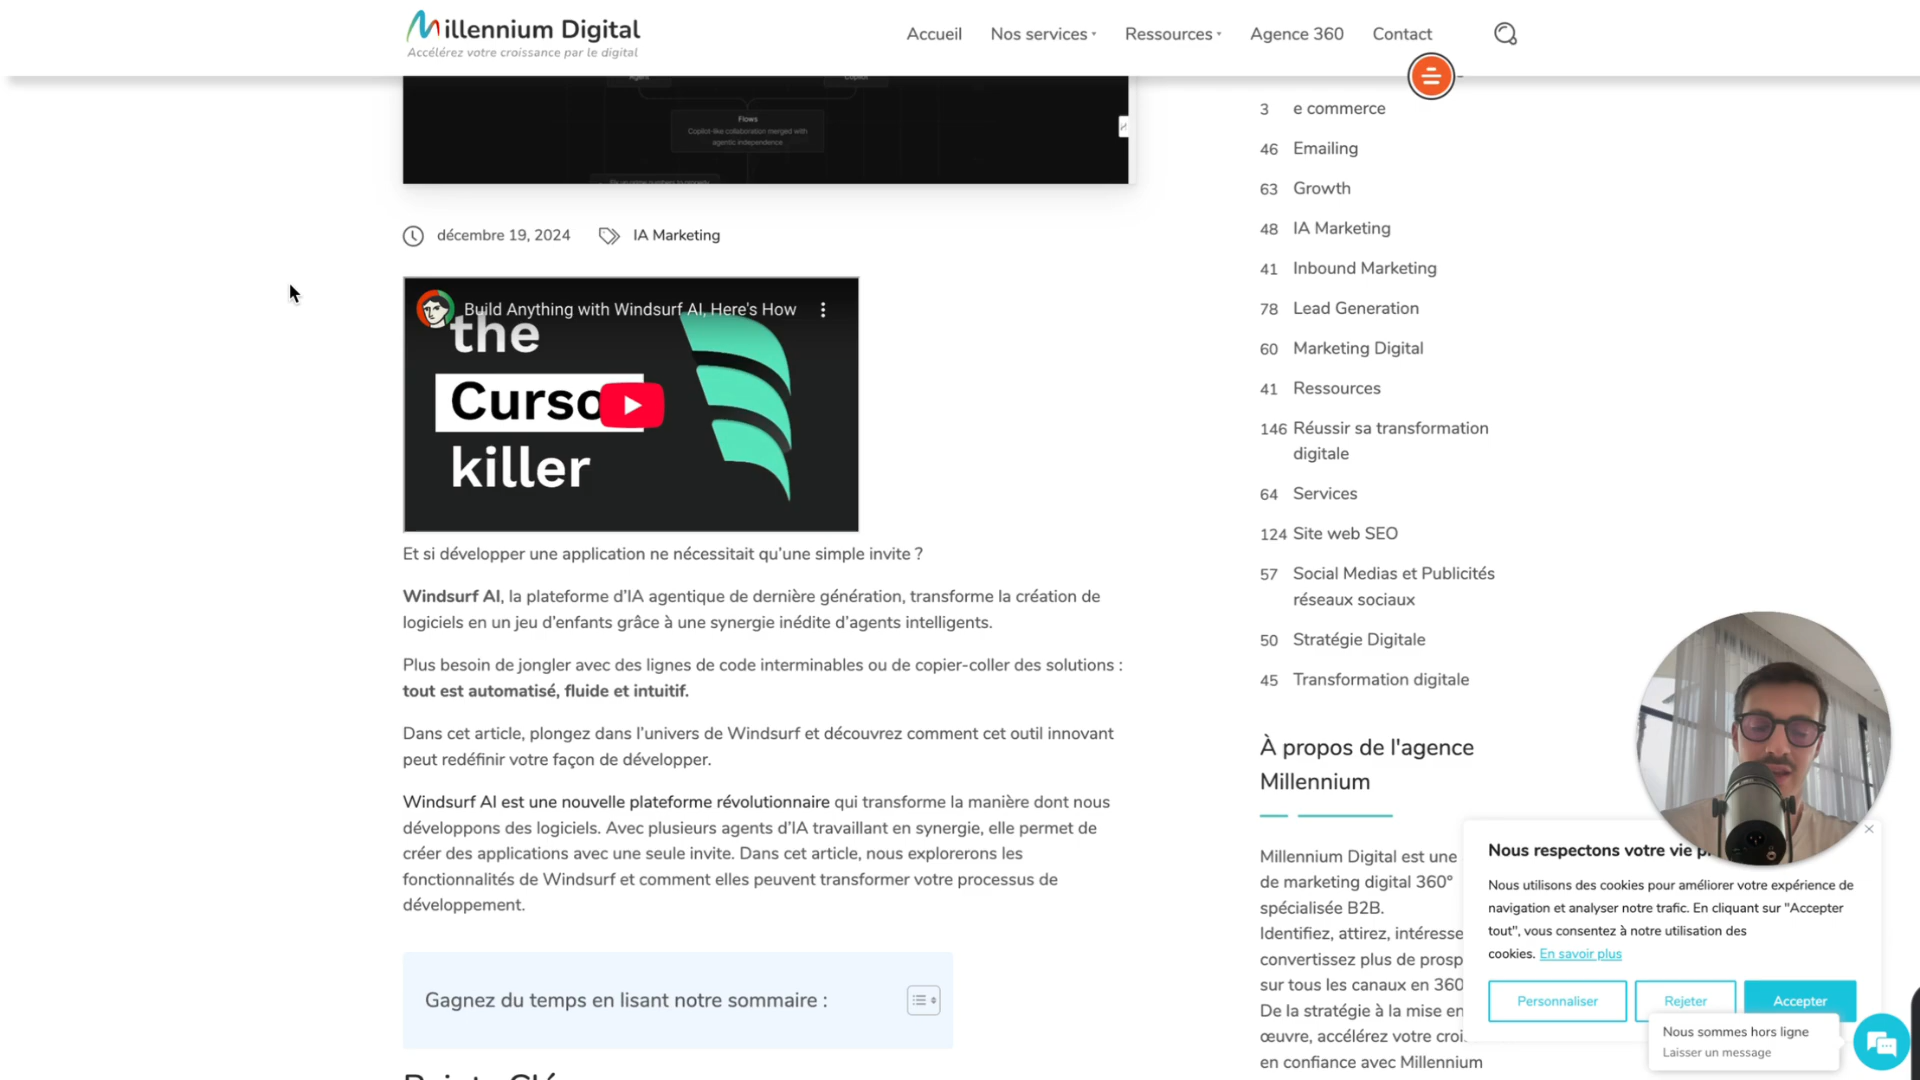 Millennium Digital
Accélérez votre croissance par le digital
Accueil
Nos services
Ressources
Agence 360
Contact
Flows
Copilot-like collaboration merged with
agentic independence
décembre 19, 2024
IA Marketing
Build Anything with Windsurf AI, Here's How
the
Curso
killer
Et si développer une application ne nécessitait qu'une simple invite ?
Windsurf AI, la plateforme d'IA agentique de dernière génération, transforme la création de
logiciels en un jeu d'enfants grâce à une synergie inédite d'agents intelligents.
Plus besoin de jongler avec des lignes de code interminables ou de copier-coller des solutions :
tout est automatisé, fluide et intuitif.
Dans cet article, plongez dans l'univers de Windsurf et découvrez comment cet outil innovant
peut redéfinir votre façon de développer.
Windsurf AI est une nouvelle plateforme révolutionnaire qui transforme la manière dont nous
développons des logiciels. Avec plusieurs agents d'IA travaillant en synergie, elle permet de
créer des applications avec une seule invite. Dans cet article, nous explorerons les
fonctionnalités de Windsurf et comment elles peuvent transformer votre processus de
développement.
Gagnez du temps en lisant notre sommaire :
3 e commerce
46 Emailing
63 Growth
48 IA Marketing
41 Inbound Marketing
78 Lead Generation
60 Marketing Digital
41 Ressources
146 Réussir sa transformation
digitale
64 Services
124 Site web SEO
57 Social Medias et Publicités
réseaux sociaux
50 Stratégie Digitale
45 Transformation digitale
À propos de l'agence
Millennium
Millennium Digital est une
de marketing digital 360°
spécialisée B2B.
Identifiez, attirez, intéresse
convertissez plus de prosp
sur tous les canaux en 360
De la stratégie à la mise en
œuvre, accélérez votre croi
en confiance avec Millennium
Nous respectons votre vie p
Nous utilisons des cookies pour améliorer votre expérience de
navigation et analyser notre trafic. En cliquant sur "Accepter
tout", vous consentez à notre utilisation des
cookies. En savoir plus
Personnaliser
Rejeter
Accepter
Nous sommes hors ligne
Laisser un message